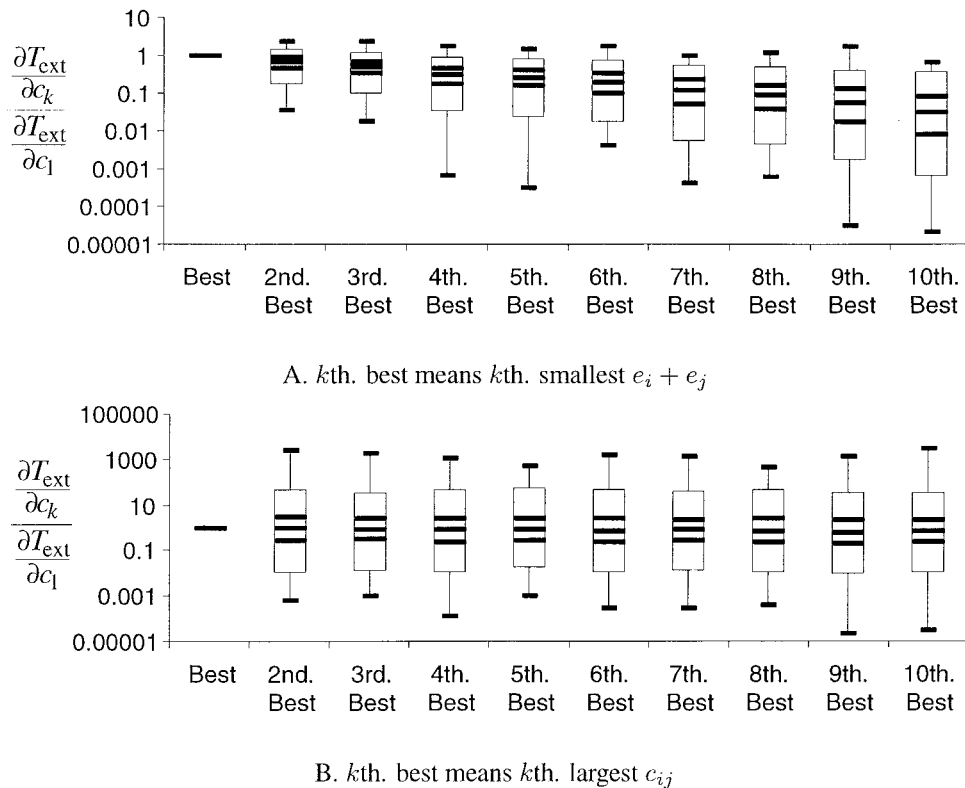 10
1
0.1
0.01
0.001
0.0001
0.00001
∂T_ext
∂c_k
∂T_ext
∂c_1
Best 2nd. Best 3rd. Best 4th. Best 5th. Best 6th. Best 7th. Best 8th. Best 9th. Best 10th. Best
A. kth. best means kth. smallest e_i + e_j
100000
1000
10
0.1
0.001
0.00001
∂T_ext
∂c_k
∂T_ext
∂c_1
Best 2nd. Best 3rd. Best 4th. Best 5th. Best 6th. Best 7th. Best 8th. Best 9th. Best 10th. Best
B. kth. best means kth. largest c_ij